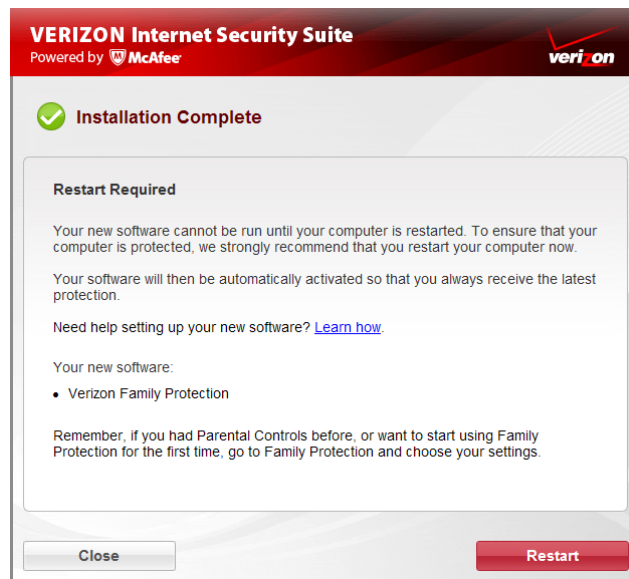 VERIZON Internet Security Suite
Powered by McAfee
verizon
Installation Complete
Restart Required
Your new software cannot be run until your computer is restarted. To ensure that your
computer is protected, we strongly recommend that you restart your computer now.
Your software will then be automatically activated so that you always receive the latest
protection.
Need help setting up your new software? Learn how.
Your new software:
• Verizon Family Protection
Remember, if you had Parental Controls before, or want to start using Family
Protection for the first time, go to Family Protection and choose your settings.
Close
Restart